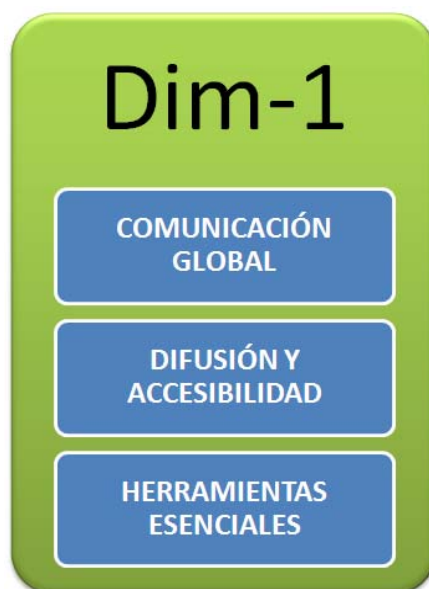 Dim-1
COMUNICACIÓN
GLOBAL
DIFUSIÓN Y
ACCESIBILIDAD
HERRAMIENTAS
ESENCIALES